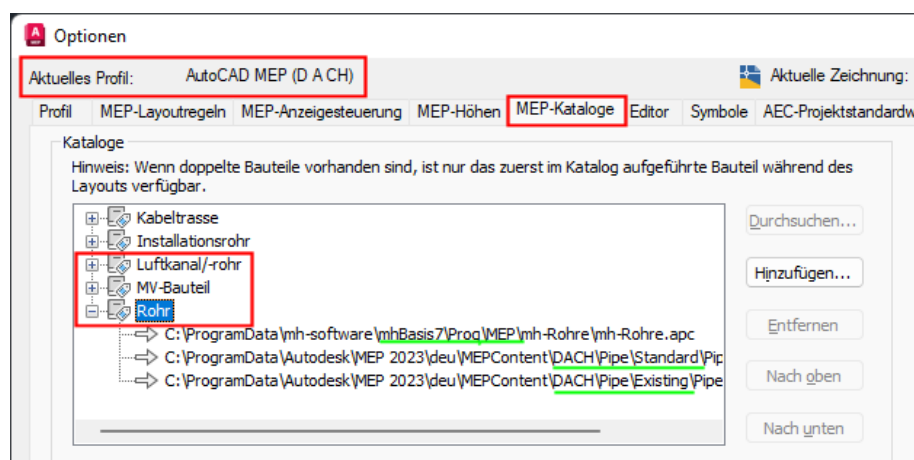 Optionen
Aktuelles Profil: AutoCAD MEP (D A CH) Aktuelle Zeichnung:
Profil MEP-Layoutregeln MEP-Anzeigesteuerung MEP-Höhen MEP-Kataloge Editor Symbole AEC-Projektstandardw
Kataloge
Hinweis: Wenn doppelte Bauteile vorhanden sind, ist nur das zuerst im Katalog aufgeführte Bauteil während des
Layouts verfügbar.
Kabeltrasse
Durchsuchen...
Installationsrohr
Luftkanal/-rohr
Hinzufügen...
MV-Bauteil
Rohr
Entfernen
C:\ProgramData\mh-software\mhBasis7\Prog\MEP\mh-Rohre\mh-Rohre.apc
C:\ProgramData\Autodesk\MEP 2023\deu\MEPContent\DACH\Pipe\Standard\Pip
Nach oben
C:\ProgramData\Autodesk\MEP 2023\deu\MEPContent\DACH\Pipe\Existing\Pipe
Nach unten